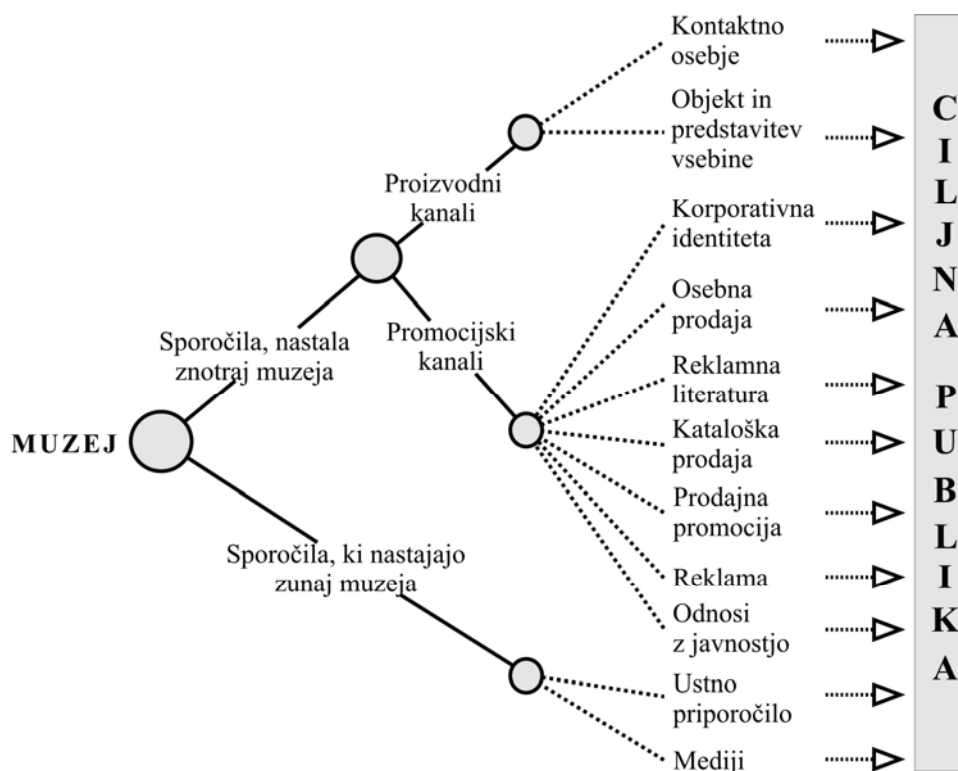 Kontaktno
osebje
Objekt in
predstavitev
vsebine
Proizvodni
kanali
Korporativna
identiteta
Osebna
prodaja
Sporočila, nastala
znotraj muzeja
Promocijski
kanali
Reklamna
literatura
MUZEJ
Kataloška
prodaja
Prodajna
promocija
Sporočila, ki nastajajo
zunaj muzeja
Reklama
Odnosi
z javnostjo
Ustno
priporočilo
Mediji
CILJNA PUBLIKA